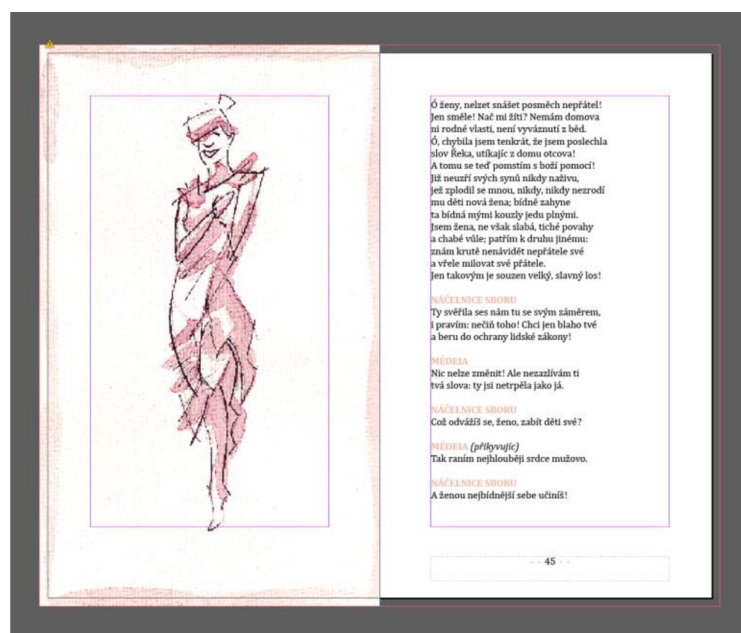 Ó ženy, nelzet snášet posměch nepřátel!
Jen směle! Nač mi žíti? Nemám domova
ni rodné vlasti, není vyváznutí z běd.
Ó, chybila jsem tenkrát, že jsem poslechla
slov Řeka, utíkajíc z domu otcova!
A tomu se teď pomstím s boží pomocí!
Již neuzří svých synů nikdy naživu,
jež zplodil se mnou, nikdy, nikdy nezrodí
mu děti nová žena; bídně zahyne
ta bídná mými kouzly jedu plnými.
Jsem žena, ne však slabá, tiché povahy
a chabé vůle; patřím k druhu jinému:
znám krutě nenávidět nepřátele své
a vřele milovat své přátele.
Jen takovým je souzen velký, slavný los!
NÁČELNICE SBORU
Ty svěřila ses nám tu se svým záměrem,
i pravím: nečiň toho! Chci jen blaho tvé
a beru do ochrany lidské zákony!
MÉDEIA
Nic nelze změnit! Ale nezazlívám ti
tvá slova: ty jsi netrpěla jako já.
NÁČELNICE SBORU
Což odvážíš se, ženo, zabít děti své?
MÉDEIA (přikyvujíc)
Tak raním nejhlouběji srdce mužovo.
NÁČELNICE SBORU
A ženou nejbídnější sebe učiníš!
- - 45 - -